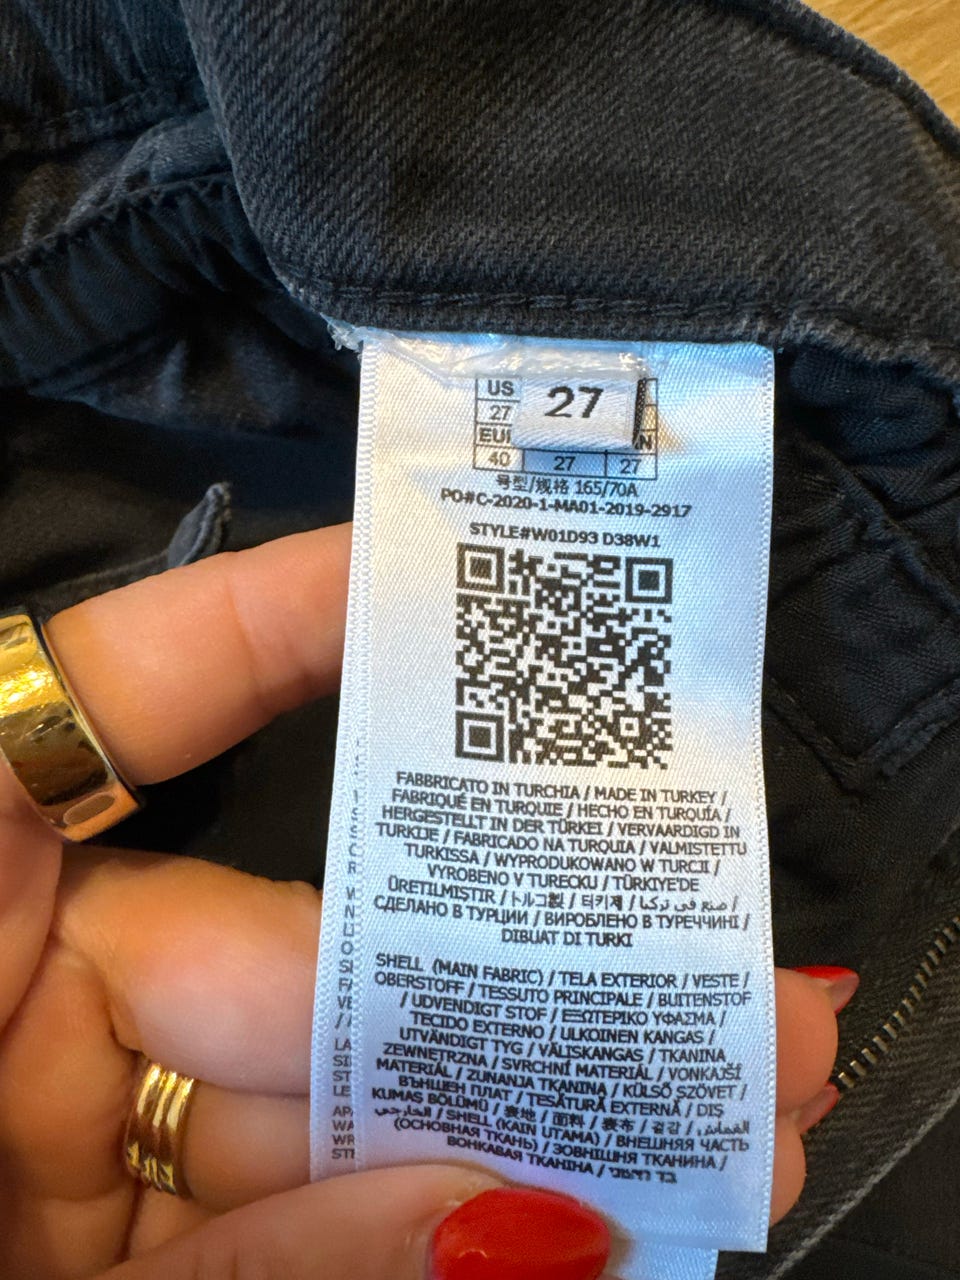 US
27
27
EUR
40
27
27
号型/规格 165/70A
PO#C-2020-1-MA01-2019-2917
STYLE#W01D93 D38W1
FABBRICATO IN TURCHIA / MADE IN TURKEY /
FABRIQUÉ EN TURQUIE / HECHO EN TURQUÍA /
HERGESTELLT IN DER TÜRKEI / VERVAARDIGD IN
TURKIJE / FABRICADO NA TURQUIA / VALMISTETTU
TURKISSA / WYPRODUKOWANO W TURCJI /
VYROBENO V TURECKU / TÜRKIYE'DE
ÜRETILMISTIR / トルコ製 / 터키제 / صنع في تركيا /
СДЕЛАНО В ТУРЦИИ / ВИРОБЛЕНО В ТУРЕЧЧИНІ /
DIBUAT DI TURKI
SHELL (MAIN FABRIC) / TELA EXTERIOR / VESTE /
OBERSTOFF / TESSUTO PRINCIPALE / BUITENSTOF
/ UDVENDIGT STOF / ΕΞΩΤΕΡΙΚΟ ΥΦΑΣΜΑ /
TECIDO EXTERNO / ULKOINEN KANGAS /
UTVÄNDIGT TYG / VÄLISKANGAS / TKANINA
ZEWNĘTRZNA / SVRCHNÍ MATERIÁL / VONKAJŠÍ
MATERIÁL / ZUNANJA TKANINA / KÜLSŐ SZÖVET /
ВЪНШЕН ПЛАТ / TESĂTURĂ EXTERNĂ / DIŞ
KUMAŞ BÖLÜMÜ / 表地 / 面料 / 表布 / 겉감 / القماش
الخارجي / SHELL (KAIN UTAMA) / ВНЕШНЯЯ ЧАСТЬ
(ОСНОВНАЯ ТКАНЬ) / ЗОВНІШНЯ ТКАНИНА /
ВОНКАВАЯ ТКАНІНА / בד חיצוני